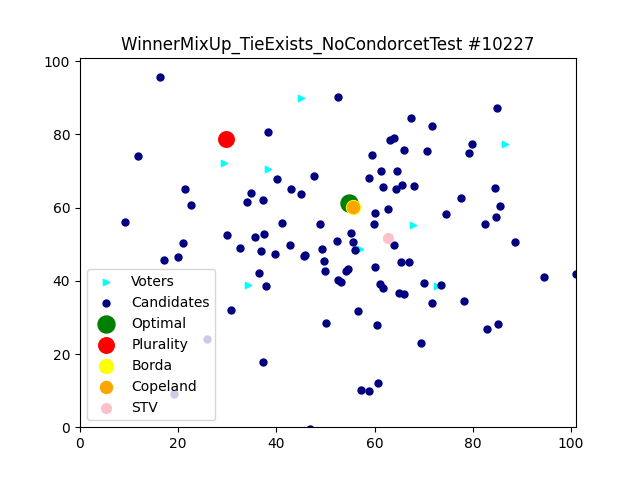 WinnerMixUp_TieExists_NoCondorcetTest #10227
100
80
60
40
20
0
Voters
Candidates
Optimal
Plurality
Borda
Copeland
STV
0 20 40 60 80 100